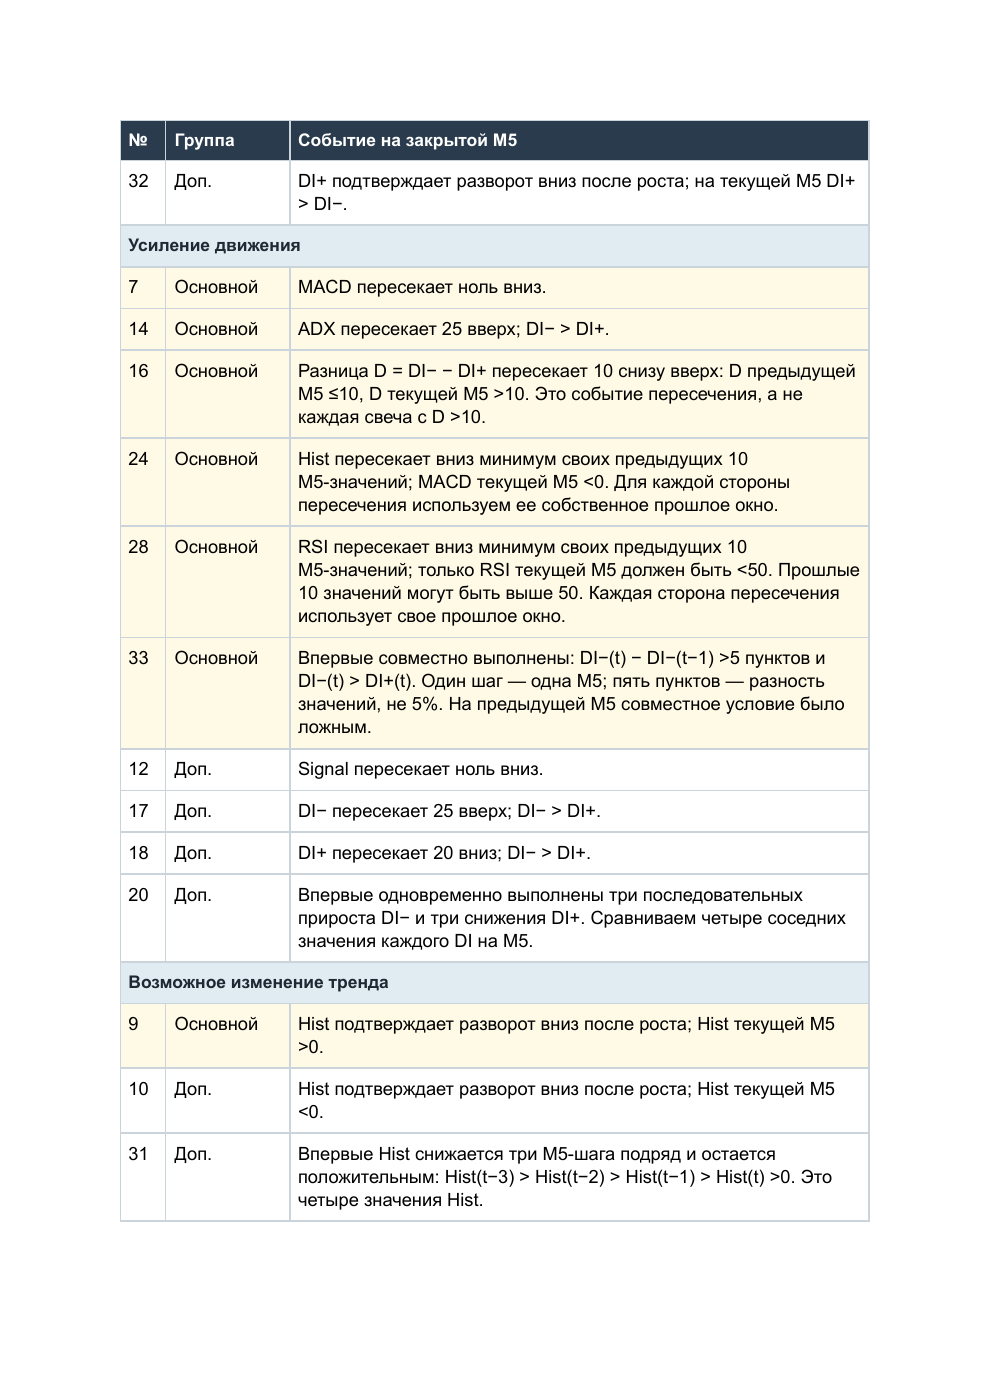 № Группа Событие на закрытой M5
32 Доп. DI+ подтверждает разворот вниз после роста; на текущей M5 DI+
> DI−.
Усиление движения
7 Основной MACD пересекает ноль вниз.
14 Основной ADX пересекает 25 вверх; DI− > DI+.
16 Основной Разница D = DI− − DI+ пересекает 10 снизу вверх: D предыдущей
M5 ≤10, D текущей M5 >10. Это событие пересечения, а не
каждая свеча с D >10.
24 Основной Hist пересекает вниз минимум своих предыдущих 10
M5-значений; MACD текущей M5 <0. Для каждой стороны
пересечения используем ее собственное прошлое окно.
28 Основной RSI пересекает вниз минимум своих предыдущих 10
M5-значений; только RSI текущей M5 должен быть <50. Прошлые
10 значений могут быть выше 50. Каждая сторона пересечения
использует свое прошлое окно.
33 Основной Впервые совместно выполнены: DI−(t) − DI−(t−1) >5 пунктов и
DI−(t) > DI+(t). Один шаг — одна M5; пять пунктов — разность
значений, не 5%. На предыдущей M5 совместное условие было
ложным.
12 Доп. Signal пересекает ноль вниз.
17 Доп. DI− пересекает 25 вверх; DI− > DI+.
18 Доп. DI+ пересекает 20 вниз; DI− > DI+.
20 Доп. Впервые одновременно выполнены три последовательных
прироста DI− и три снижения DI+. Сравниваем четыре соседних
значения каждого DI на M5.
Возможное изменение тренда
9 Основной Hist подтверждает разворот вниз после роста; Hist текущей M5
>0.
10 Доп. Hist подтверждает разворот вниз после роста; Hist текущей M5
<0.
31 Доп. Впервые Hist снижается три M5-шага подряд и остается
положительным: Hist(t−3) > Hist(t−2) > Hist(t−1) > Hist(t) >0. Это
четыре значения Hist.